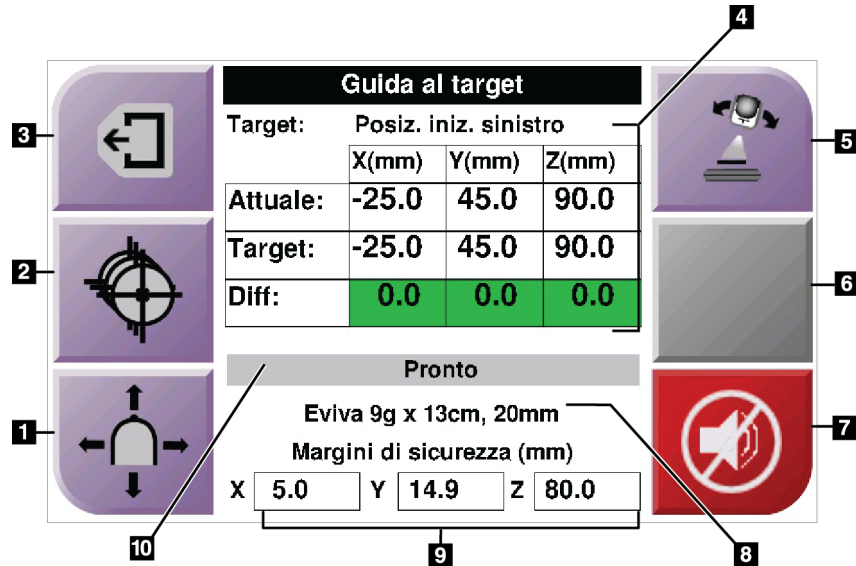 4
Guida al target
Target: Posiz. iniz. sinistro
3
5
X(mm) Y(mm) Z(mm)
Attuale: -25.0 45.0 90.0
Target: -25.0 45.0 90.0
2
6
Diff: 0.0 0.0 0.0
Pronto
Eviva 9g x 13cm, 20mm
1
7
Margini di sicurezza (mm)
X 5.0 Y 14.9 Z 80.0
10
9
8